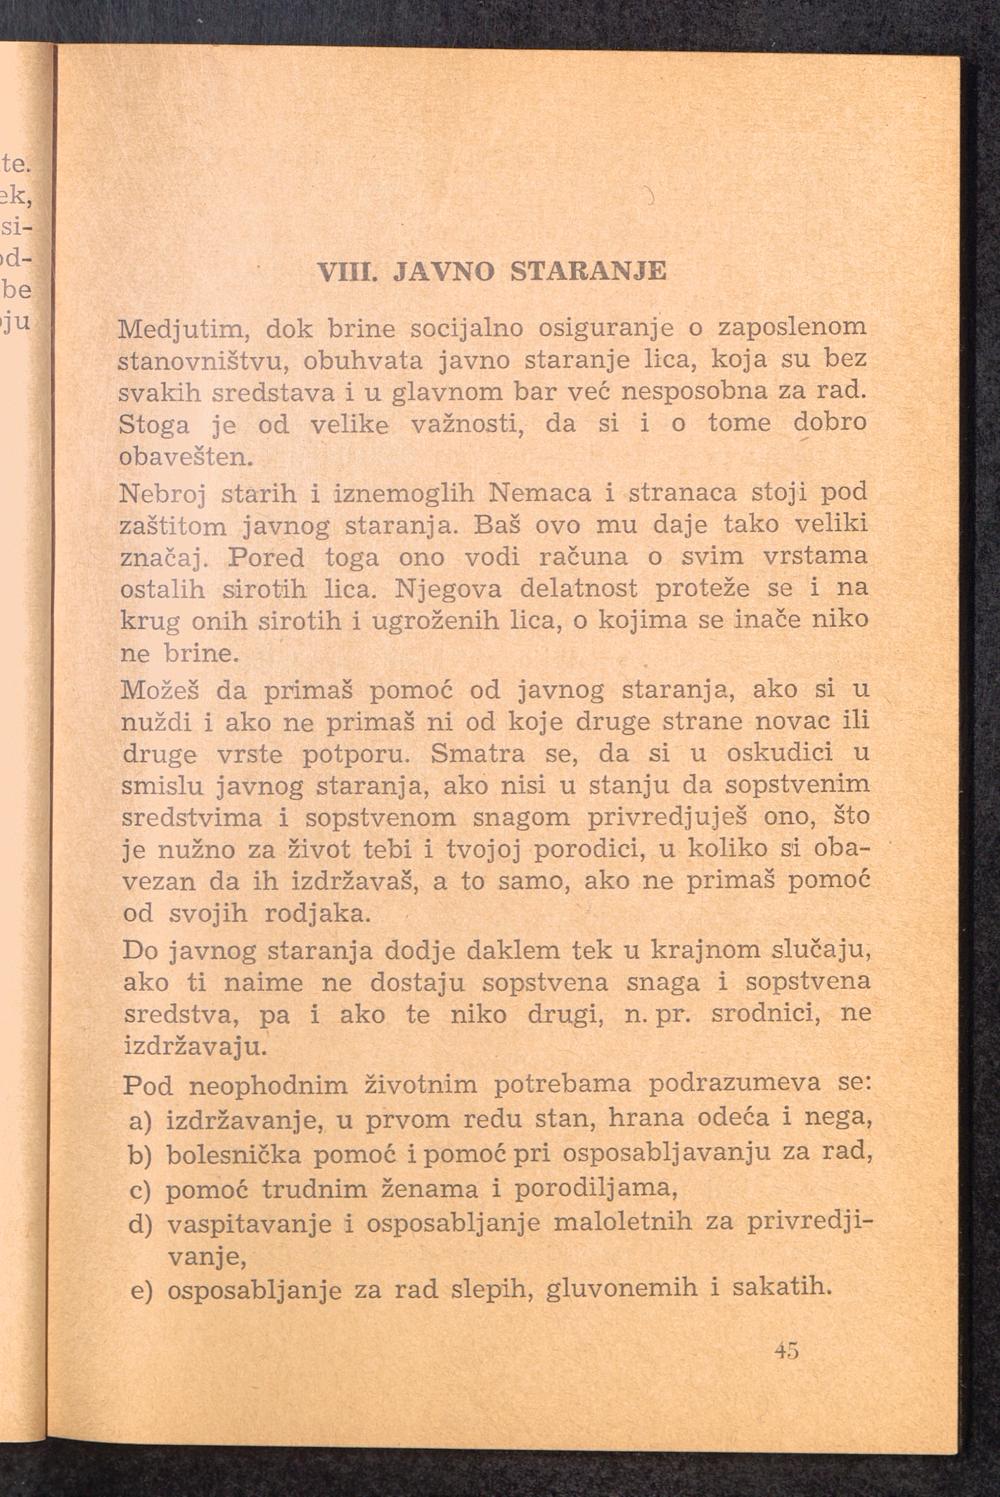 te.
ek,
si-
od-
be
oju
VIII. JAVNO STARANJE
Medjutim, dok brine socijalno osiguranje o zaposlenom
stanovništvu, obuhvata javno staranje lica, koja su bez
svakih sredstava i u glavnom bar već nesposobna za rad.
Stoga je od velike važnosti, da si i o tome dobro
obavešten.
Nebroj starih i iznemoglih Nemaca i stranaca stoji pod
zaštitom javnog staranja. Baš ovo mu daje tako veliki
značaj. Pored toga ono vodi računa o svim vrstama
ostalih sirotih lica. Njegova delatnost proteže se i na
krug onih sirotih i ugroženih lica, o kojima se inače niko
ne brine.
Možeš da primaš pomoć od javnog staranja, ako si u
nuždi i ako ne primaš ni od koje druge strane novac ili
druge vrste potporu. Smatra se, da si u oskudici u
smislu javnog staranja, ako nisi u stanju da sopstvenim
sredstvima i sopstvenom snagom privredjuješ ono, što
je nužno za život tebi i tvojoj porodici, u koliko si oba-
vezan da ih izdržavaš, a to samo, ako ne primaš pomoć
od svojih rodjaka.
Do javnog staranja dodje daklem tek u krajnom slučaju,
ako ti naime ne dostaju sopstvena snaga i sopstvena
sredstva, pa i ako te niko drugi, n. pr. srodnici, ne
izdržavaju.
Pod neophodnim životnim potrebama podrazumeva se:
a) izdržavanje, u prvom redu stan, hrana odeća i nega,
b) bolesnička pomoć i pomoć pri osposabljavanju za rad,
c) pomoć trudnim ženama i porodiljama,
d) vaspitavanje i osposabljanje maloletnih za privredji-
vanje,
e) osposabljanje za rad slepih, gluvonemih i sakatih.
45